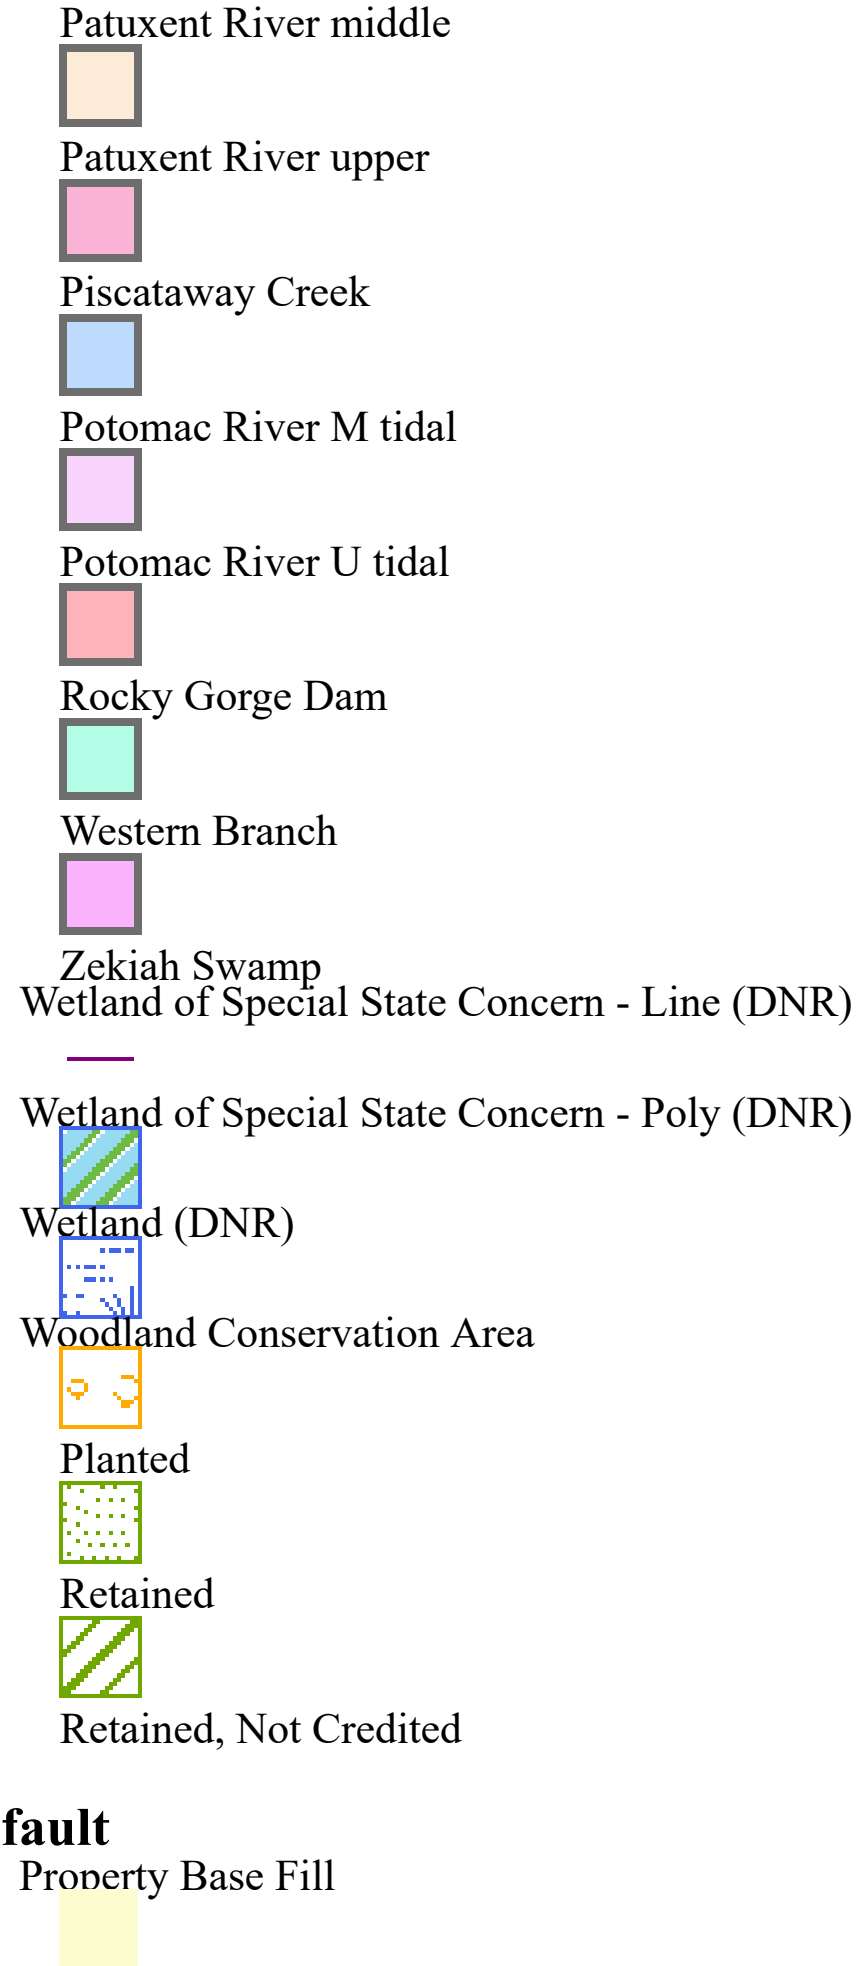 Patuxent River middle
Patuxent River upper
Piscataway Creek
Potomac River M tidal
Potomac River U tidal
Rocky Gorge Dam
Western Branch
Zekiah Swamp
Wetland of Special State Concern - Line (DNR)
Wetland of Special State Concern - Poly (DNR)
Wetland (DNR)
Woodland Conservation Area
Planted
Retained
Retained, Not Credited
fault
Property Base Fill